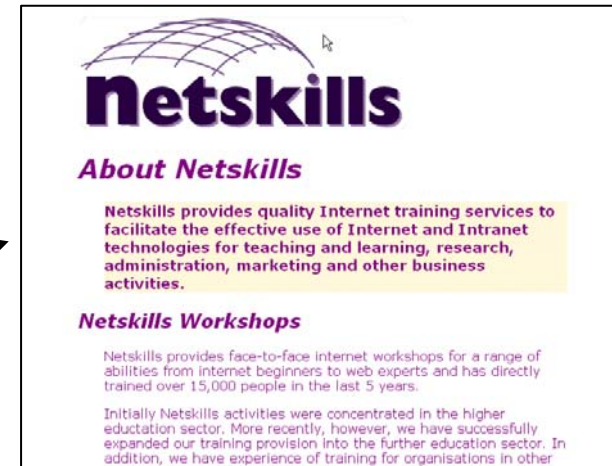 netskills
About Netskills
Netskills provides quality Internet training services to
facilitate the effective use of Internet and Intranet
technologies for teaching and learning, research,
administration, marketing and other business
activities.
Netskills Workshops
Netskills provides face-to-face internet workshops for a range of
abilities from internet beginners to web experts and has directly
trained over 15,000 people in the last 5 years.
Initially Netskills activities were concentrated in the higher
eductation sector. More recently, however, we have successfully
expanded our training provision into the further education sector. In
addition, we have experience of training for organisations in other